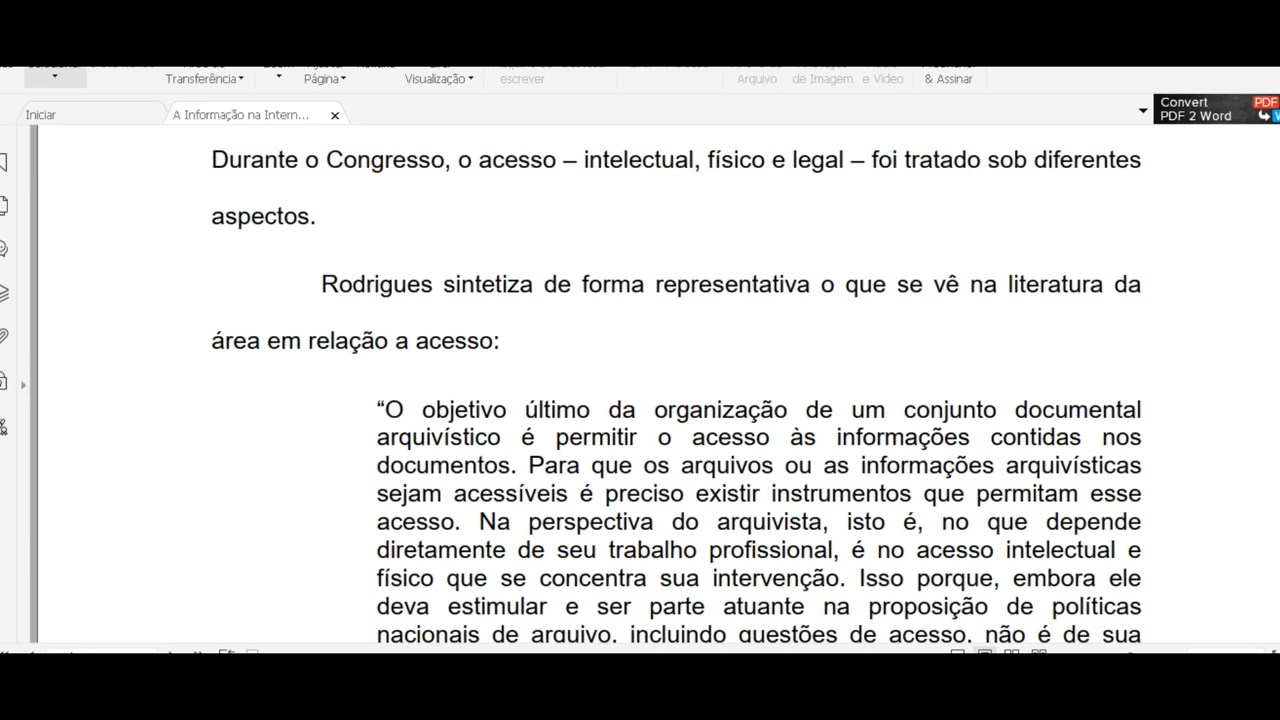 Transferência
Página
Visualização
escrever
Arquivo de Imagem e Vídeo
& Assinar
Iniciar
A Informação na Intern...
Convert PDF
PDF 2 Word
Durante o Congresso, o acesso – intelectual, físico e legal – foi tratado sob diferentes
aspectos.
Rodrigues sintetiza de forma representativa o que se vê na literatura da
área em relação a acesso:
“O objetivo último da organização de um conjunto documental
arquivístico é permitir o acesso às informações contidas nos
documentos. Para que os arquivos ou as informações arquivísticas
sejam acessíveis é preciso existir instrumentos que permitam esse
acesso. Na perspectiva do arquivista, isto é, no que depende
diretamente de seu trabalho profissional, é no acesso intelectual e
físico que se concentra sua intervenção. Isso porque, embora ele
deva estimular e ser parte atuante na proposição de políticas
nacionais de arquivo, incluindo questões de acesso, não é de sua